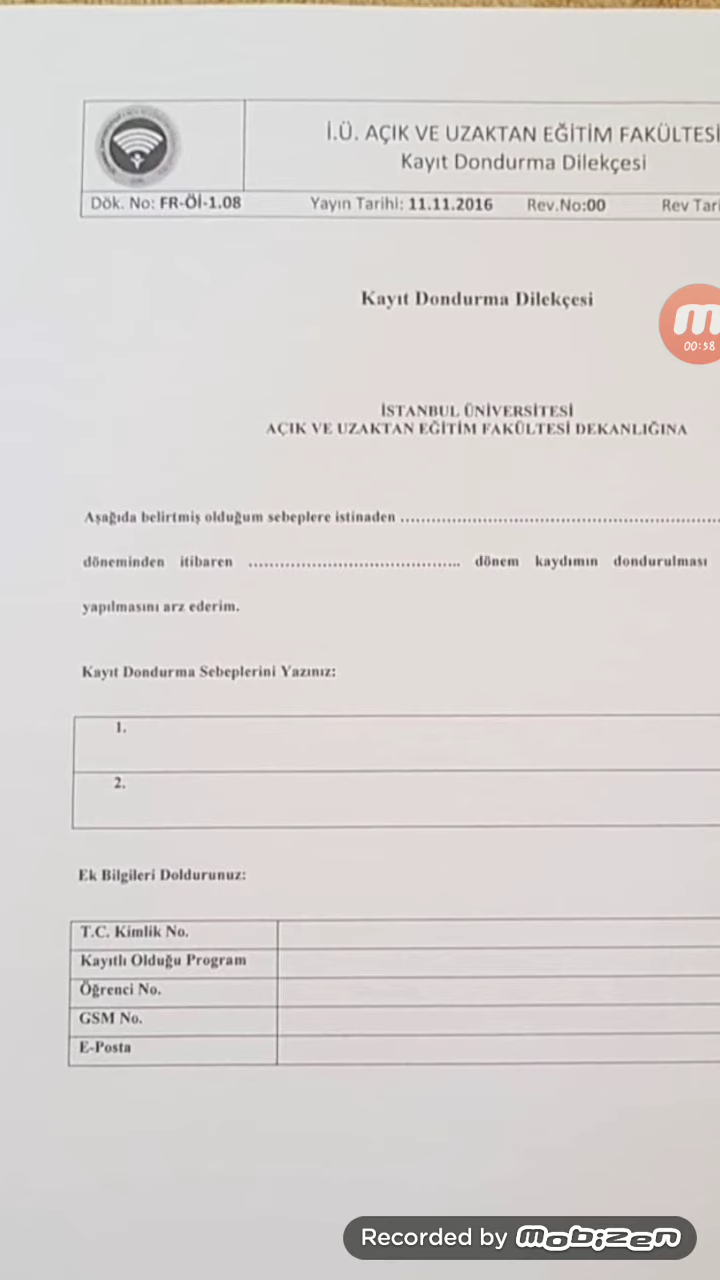 İ.Ü. AÇIK VE UZAKTAN EĞİTİM FAKÜLTESİ
Kayıt Dondurma Dilekçesi
Dök. No: FR-Öİ-1.08 Yayın Tarihi: 11.11.2016 Rev.No:00 Rev Tari
Kayıt Dondurma Dilekçesi
00:58
İSTANBUL ÜNİVERSİTESİ
AÇIK VE UZAKTAN EĞİTİM FAKÜLTESİ DEKANLIĞINA
Aşağıda belirtmiş olduğum sebeplere istinaden ............................................................
döneminden itibaren ........................................ dönem kaydımın dondurulması
yapılmasını arz ederim.
Kayıt Dondurma Sebeplerini Yazınız:
1.
2.
Ek Bilgileri Doldurunuz:
T.C. Kimlik No.
Kayıtlı Olduğu Program
Öğrenci No.
GSM No.
E-Posta
Recorded by mobizen